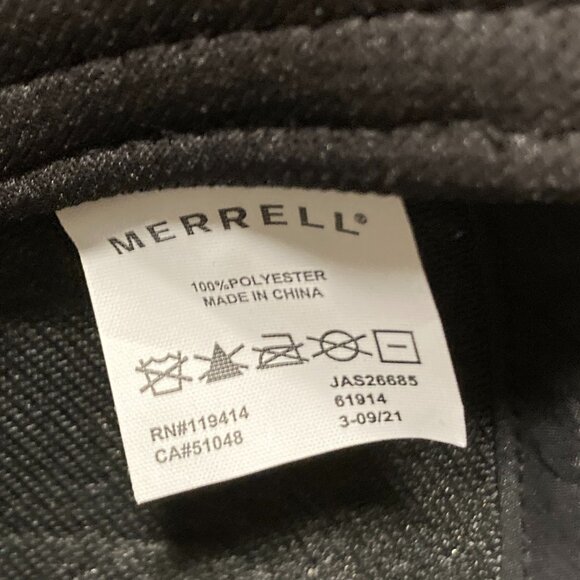 MERRELL®
100%POLYESTER
MADE IN CHINA
RN#119414
CA#51048
JAS26685
61914
3-09/21